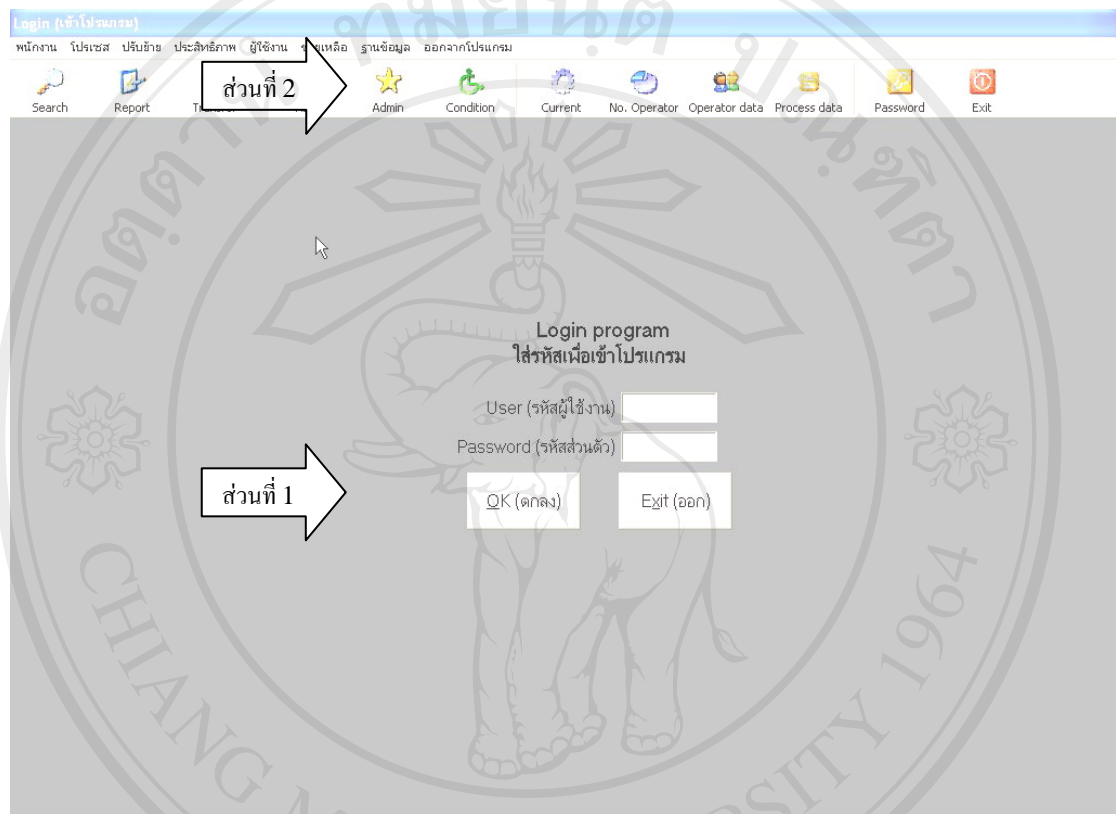 Login (เข้าโปรแกรม)
พนักงาน โปรเซส ปรับย้าย ประสิทธิภาพ ผู้ใช้งาน ช่วยเหลือ ฐานข้อมูล ออกจากโปรแกรม
ส่วนที่ 2
Search Report Admin Condition Current No. Operator Operator data Process data Password Exit
Login program
ใส่รหัสเพื่อเข้าโปรแกรม
User (รหัสผู้ใช้งาน)
Password (รหัสส่วนตัว)
ส่วนที่ 1
OK (ตกลง) Exit (ออก)